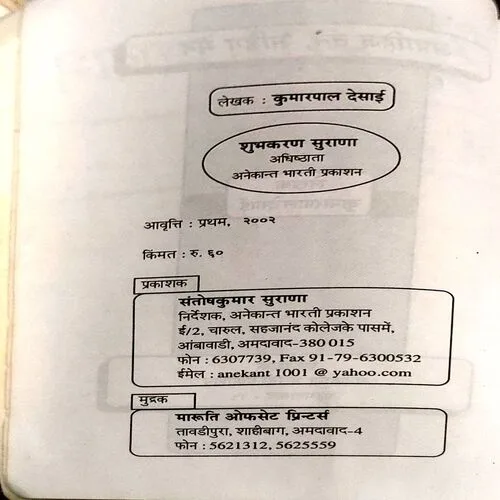 लेखक : कुमारपाल देसाई
शुभकरण सुराणा
अधिष्ठाता
अनेकान्त भारती प्रकाशन
आवृत्ति : प्रथम, २००२
किंमत : रु. ६०
प्रकाशक
संतोषकुमार सुराणा
निर्देशक, अनेकान्त भारती प्रकाशन
ई/2, चारुल, सहजानंद कोलेजके पासमें,
आंबावाडी, अमदावाद-380 015
फोन : 6307739, Fax 91-79-6300532
ईमेल : anekant 1001 @ yahoo.com
मुद्रक
मारूति ओफसेट प्रिन्टर्स
तावडीपुरा, शाहीबाग, अमदावाद-4
फोन : 5621312, 5625559